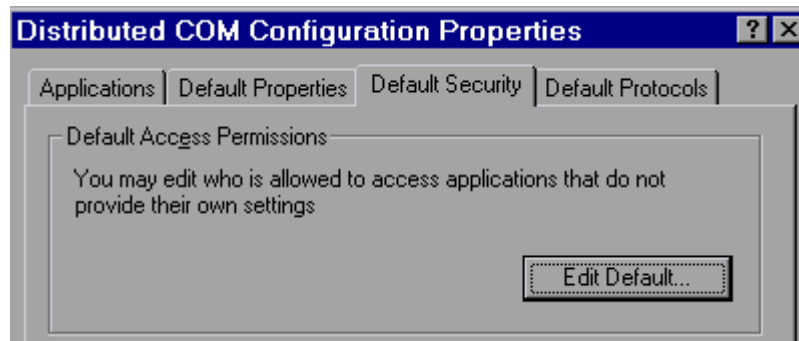 Distributed COM Configuration Properties
? X
Applications Default Properties Default Security Default Protocols
Default Access Permissions
You may edit who is allowed to access applications that do not
provide their own settings
Edit Default...